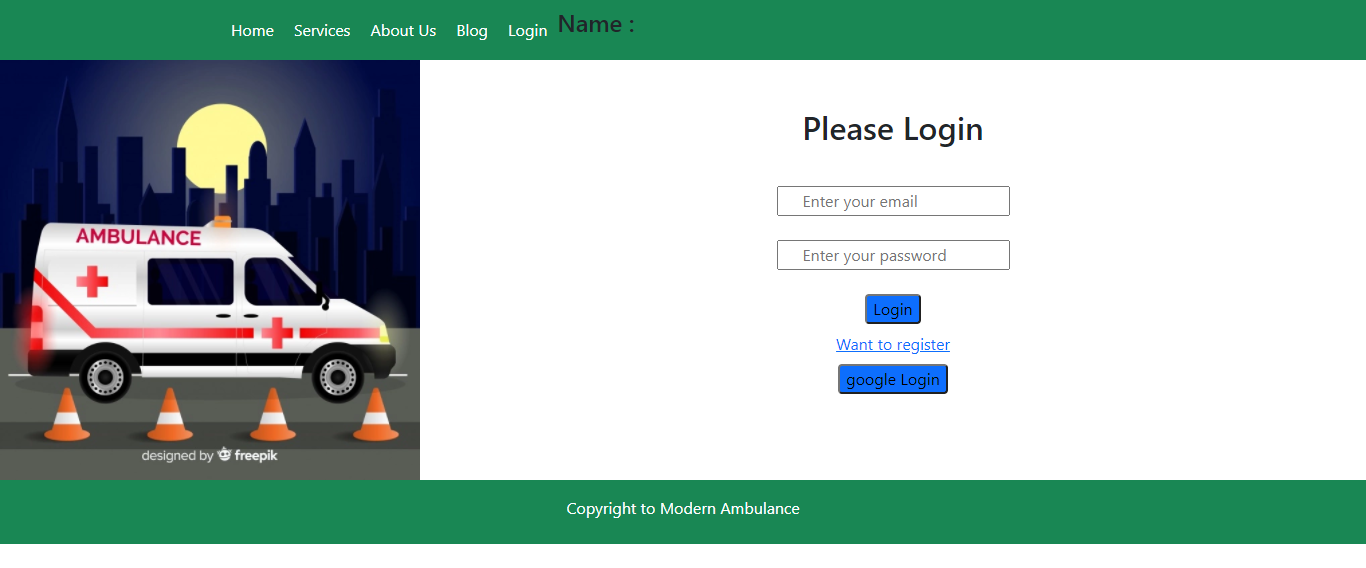 Home Services About Us Blog Login Name :
AMBULANCE
designed by freepik
Please Login
Enter your email
Enter your password
Login
Want to register
google Login
Copyright to Modern Ambulance